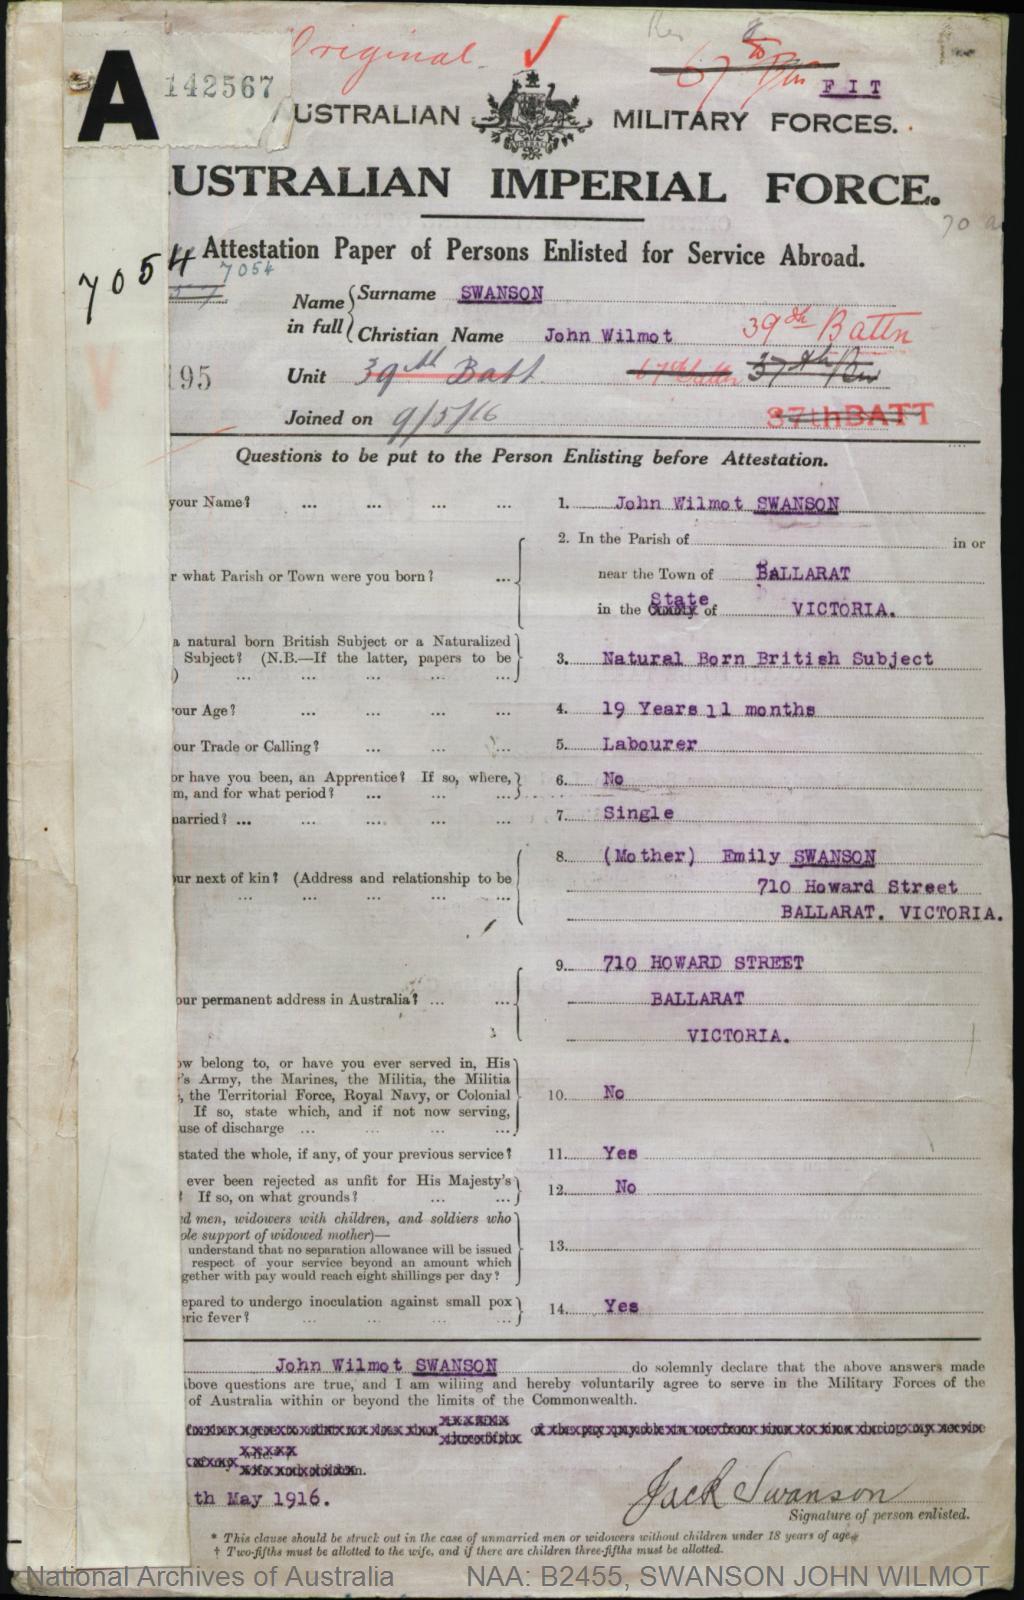 Original
A 142567
67th Bn
FIT
AUSTRALIAN MILITARY FORCES.
AUSTRALIAN IMPERIAL FORCE.
Attestation Paper of Persons Enlisted for Service Abroad.
7054
7054
57
Name in full
Surname SWANSON
Christian Name John Wilmot
39th Battn
195
Unit 39th Batt. 67th Battn 37th Bn
Joined on 9/5/16
37th BATT
Questions to be put to the Person Enlisting before Attestation.
your Name? ... ... ... ... 1. John Wilmot SWANSON
2. In the Parish of in or
r what Parish or Town were you born? ... near the Town of BALLARAT
in the State County of VICTORIA.
a natural born British Subject or a Naturalized
Subject? (N.B.—If the latter, papers to be 3. Natural Born British Subject
) ... ... ... ... ...
our Age? ... ... ... 4. 19 Years 11 months
our Trade or Calling? ... ... ... 5. Labourer
or have you been, an Apprentice? If so, where, 6. No
m, and for what period? ... ... ...
married? ... ... ... ... ... 7. Single
8. (Mother) Emily SWANSON
ur next of kin? (Address and relationship to be 710 Howard Street
... ... ... ... ... BALLARAT. VICTORIA.
9. 710 HOWARD STREET
our permanent address in Australia? ... ... BALLARAT
VICTORIA.
ow belong to, or have you ever served in, His
's Army, the Marines, the Militia, the Militia
, the Territorial Force, Royal Navy, or Colonial 10. No
If so, state which, and if not now serving,
use of discharge ... ... ... ...
stated the whole, if any, of your previous service? 11. Yes
ever been rejected as unfit for His Majesty's 12. No
? If so, on what grounds? ... ...
d men, widowers with children, and soldiers who
ole support of widowed mother)—
understand that no separation allowance will be issued 13.
respect of your service beyond an amount which
gether with pay would reach eight shillings per day?
epared to undergo inoculation against small pox 14. Yes
ric fever? ... ... ... ...
John Wilmot SWANSON do solemnly declare that the above answers made
above questions are true, and I am willing and hereby voluntarily agree to serve in the Military Forces of the
of Australia within or beyond the limits of the Commonwealth.
th May 1916.
Jack Swanson
Signature of person enlisted.
* This clause should be struck out in the case of unmarried men or widowers without children under 18 years of age.
† Two-fifths must be allotted to the wife, and if there are children three-fifths must be allotted.
National Archives of Australia NAA: B2455, SWANSON JOHN WILMOT